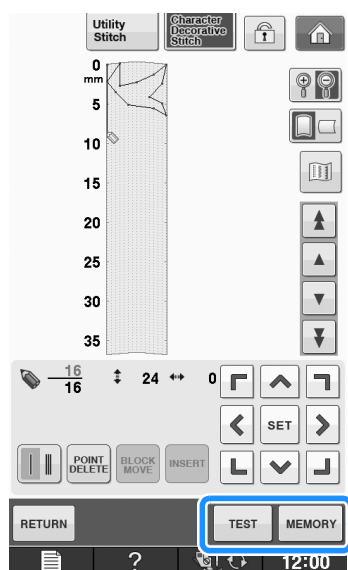 Utility
Stitch
Character
Decorative
Stitch
0
mm
5
10
15
20
25
30
35
16
16
24
0
SET
POINT
DELETE
BLOCK
MOVE
INSERT
RETURN
TEST
MEMORY
?
12:00